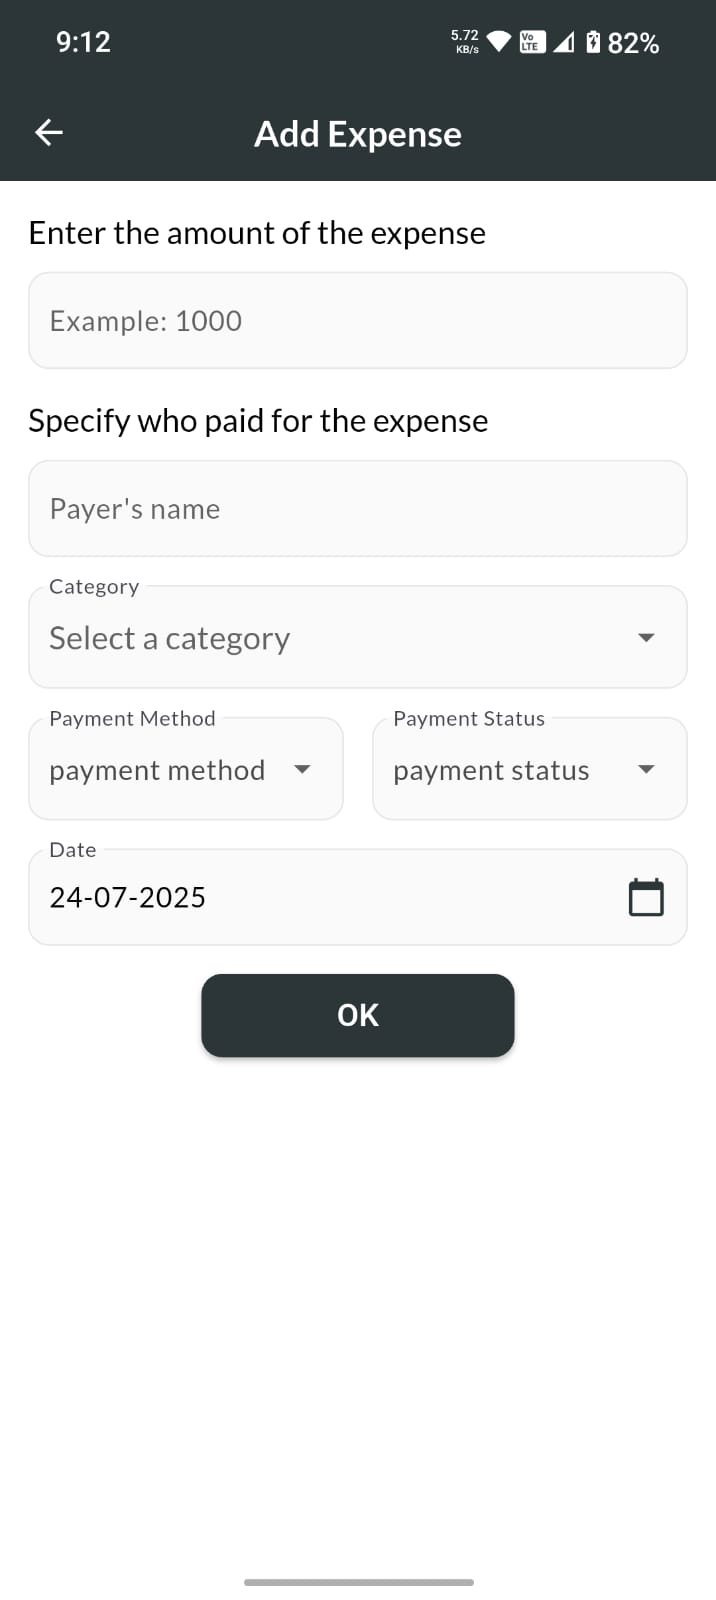 9:12
5.72
KB/s
Vo
LTE
82%
Add Expense
Enter the amount of the expense
Example: 1000
Specify who paid for the expense
Payer's name
Category
Select a category
Payment Method
Payment Status
payment method
payment status
Date
24-07-2025
OK